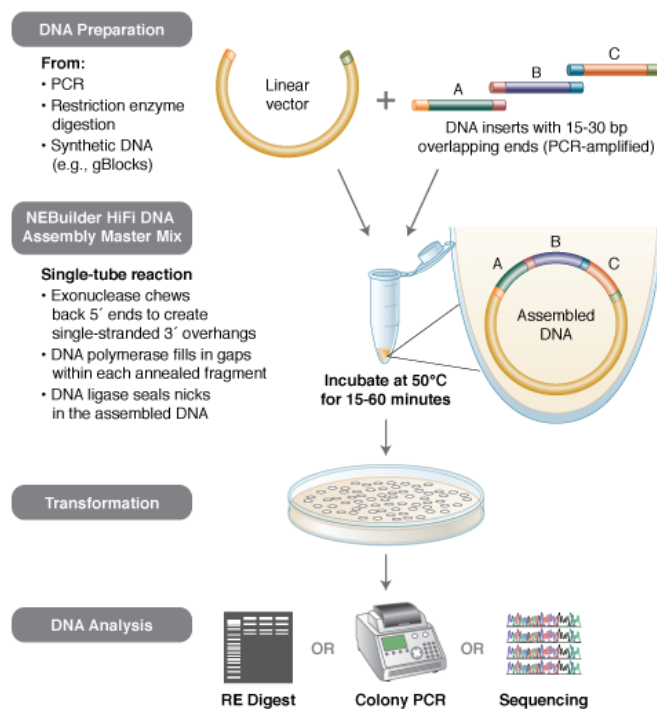 DNA Preparation
From:
• PCR
• Restriction enzyme
digestion
• Synthetic DNA
(e.g., gBlocks)
Linear
vector
+
A
B
C
DNA inserts with 15-30 bp
overlapping ends (PCR-amplified)
NEBuilder HiFi DNA
Assembly Master Mix
Single-tube reaction
• Exonuclease chews
back 5´ ends to create
single-stranded 3´ overhangs
• DNA polymerase fills in gaps
within each annealed fragment
• DNA ligase seals nicks
in the assembled DNA
Incubate at 50°C
for 15-60 minutes
A
B
C
Assembled
DNA
Transformation
DNA Analysis
OR
OR
RE Digest
Colony PCR
Sequencing